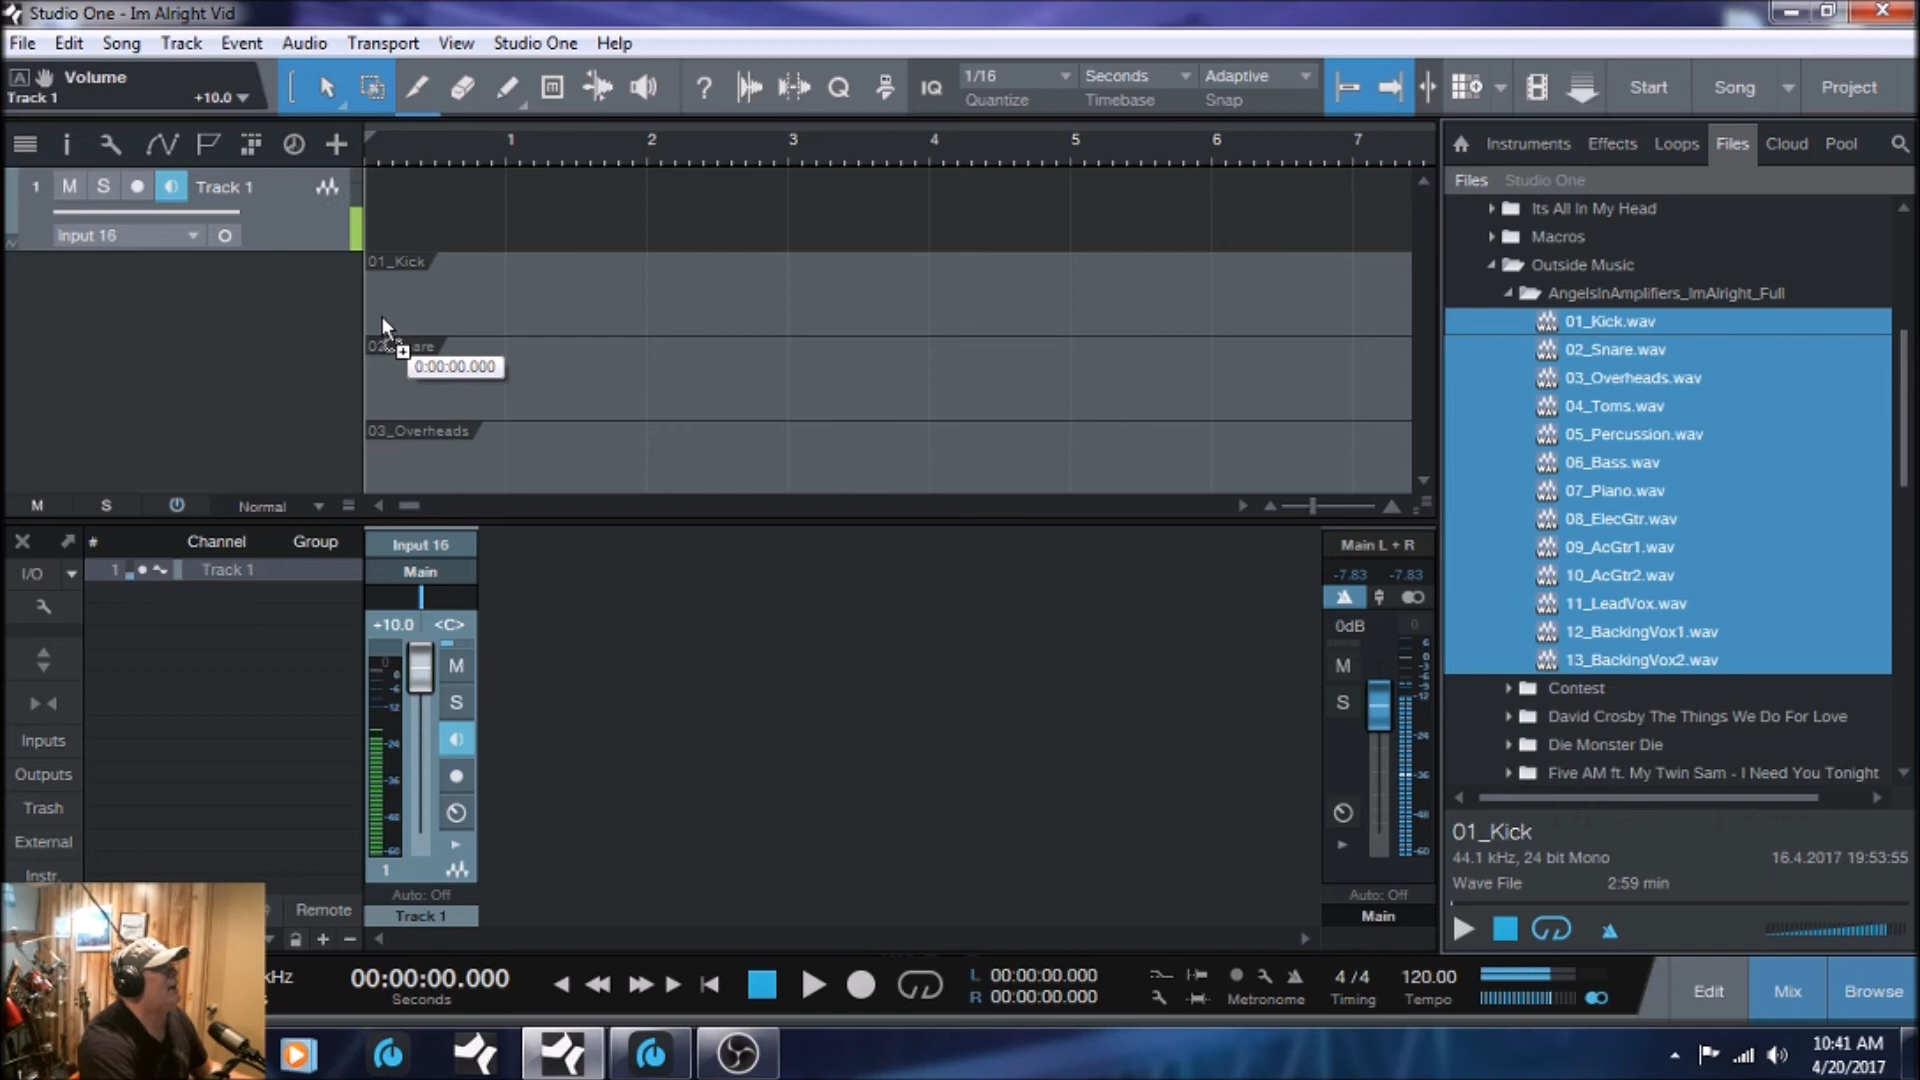 Studio One - Im Alright Vid
File Edit Song Track Event Audio Transport View Studio One Help
A Volume
Track 1 +10.0
? Q IQ
1/16 Seconds Adaptive
Quantize Timebase Snap
Start Song Project
1 2 3 4 5 6 7
1 M S Track 1
Input 16
01_Kick
02_ are
0:00:00.000
03_Overheads
M S Normal
Instruments Effects Loops Files Cloud Pool
Files Studio One
Its All In My Head
Macros
Outside Music
AngelsInAmplifiers_ImAlright_Full
01_Kick.wav
02_Snare.wav
03_Overheads.wav
04_Toms.wav
05_Percussion.wav
06_Bass.wav
07_Piano.wav
08_ElecGtr.wav
09_AcGtr1.wav
10_AcGtr2.wav
11_LeadVox.wav
12_BackingVox1.wav
13_BackingVox2.wav
Contest
David Crosby The Things We Do For Love
Die Monster Die
Five AM ft. My Twin Sam - I Need You Tonight
01_Kick
44.1 kHz, 24 bit Mono 16.4.2017 19:53:55
Wave File 2:59 min
# Channel Group
I/O 1 Track 1
Inputs
Outputs
Trash
External
Instr.
Remote
Input 16
Main
+10.0 <C>
M
S
1
Auto: Off
Track 1
Main L + R
-7.83 -7.83
0dB 0
M
S
Auto: Off
Main
kHz
00:00:00.000
Seconds
L 00:00:00.000
R 00:00:00.000
Metronome
4 / 4
Timing
120.00
Tempo
Edit Mix Browse
10:41 AM
4/20/2017